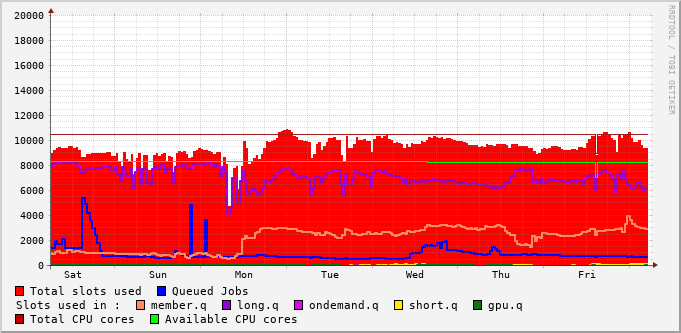 RRDTOOL / TOBI OETIKER
20000
18000
16000
14000
12000
10000
8000
6000
4000
2000
0
Sat Sun Mon Tue Wed Thu Fri
Total slots used Queued Jobs
Slots used in : member.q long.q ondemand.q short.q gpu.q
Total CPU cores Available CPU cores